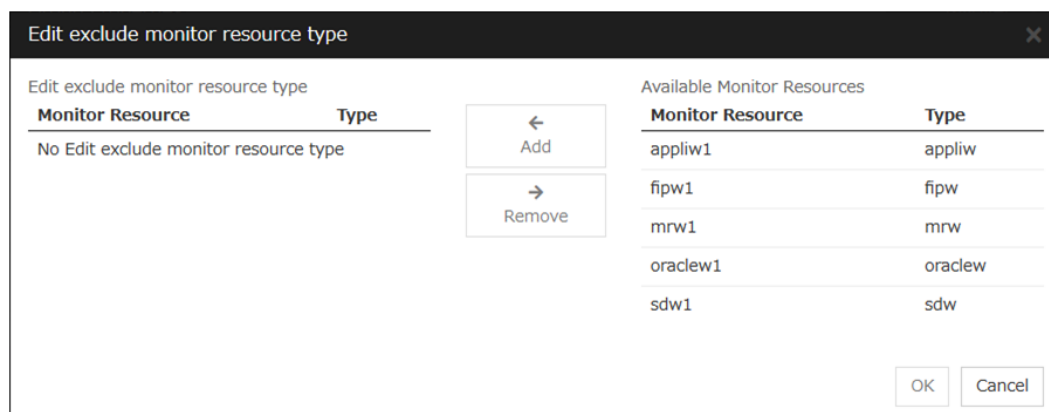 Edit exclude monitor resource type
Edit exclude monitor resource type
Monitor Resource Type
No Edit exclude monitor resource type
Add
Remove
Available Monitor Resources
Monitor Resource Type
appliw1 appliw
fipw1 fipw
mrw1 mrw
oraclew1 oraclew
sdw1 sdw
OK Cancel